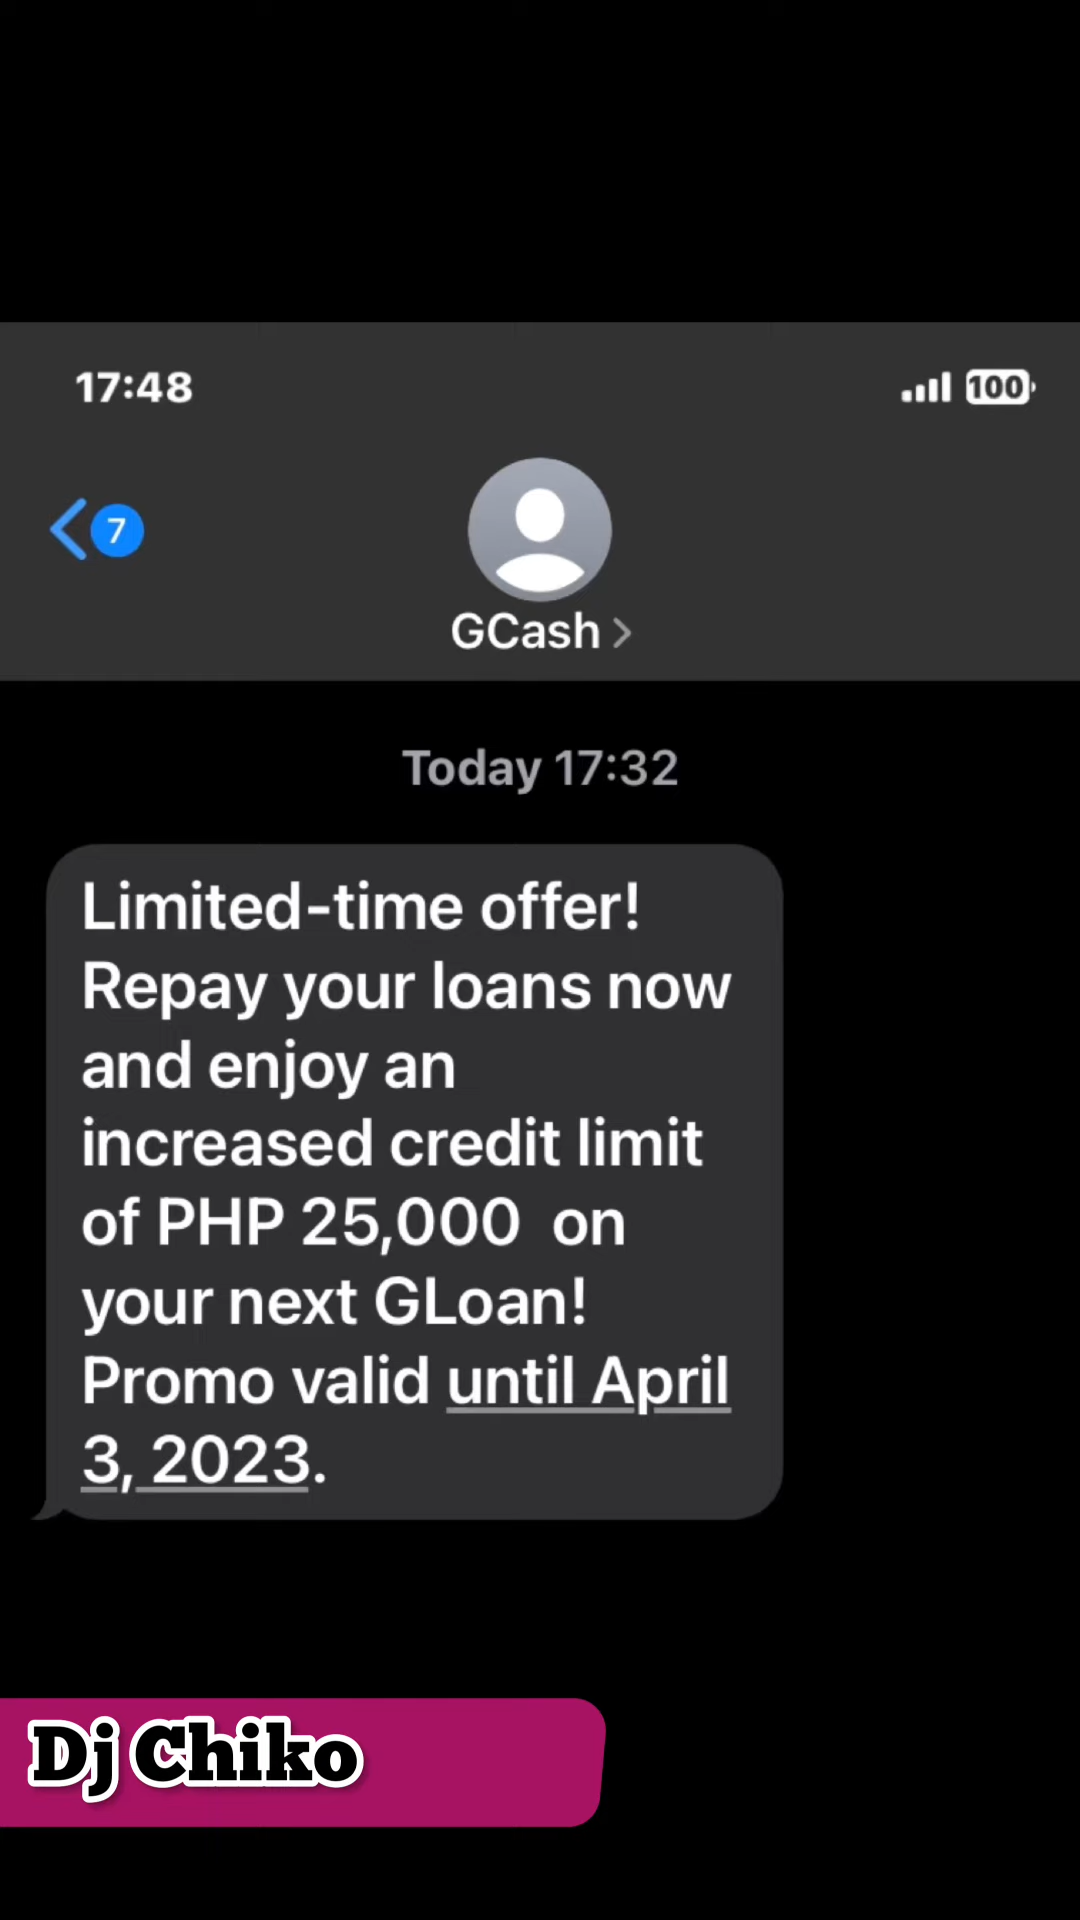 17:48
100
7
GCash
Today 17:32
Limited-time offer!
Repay your loans now
and enjoy an
increased credit limit
of PHP 25,000  on
your next GLoan!
Promo valid until April
3, 2023.
Dj Chiko